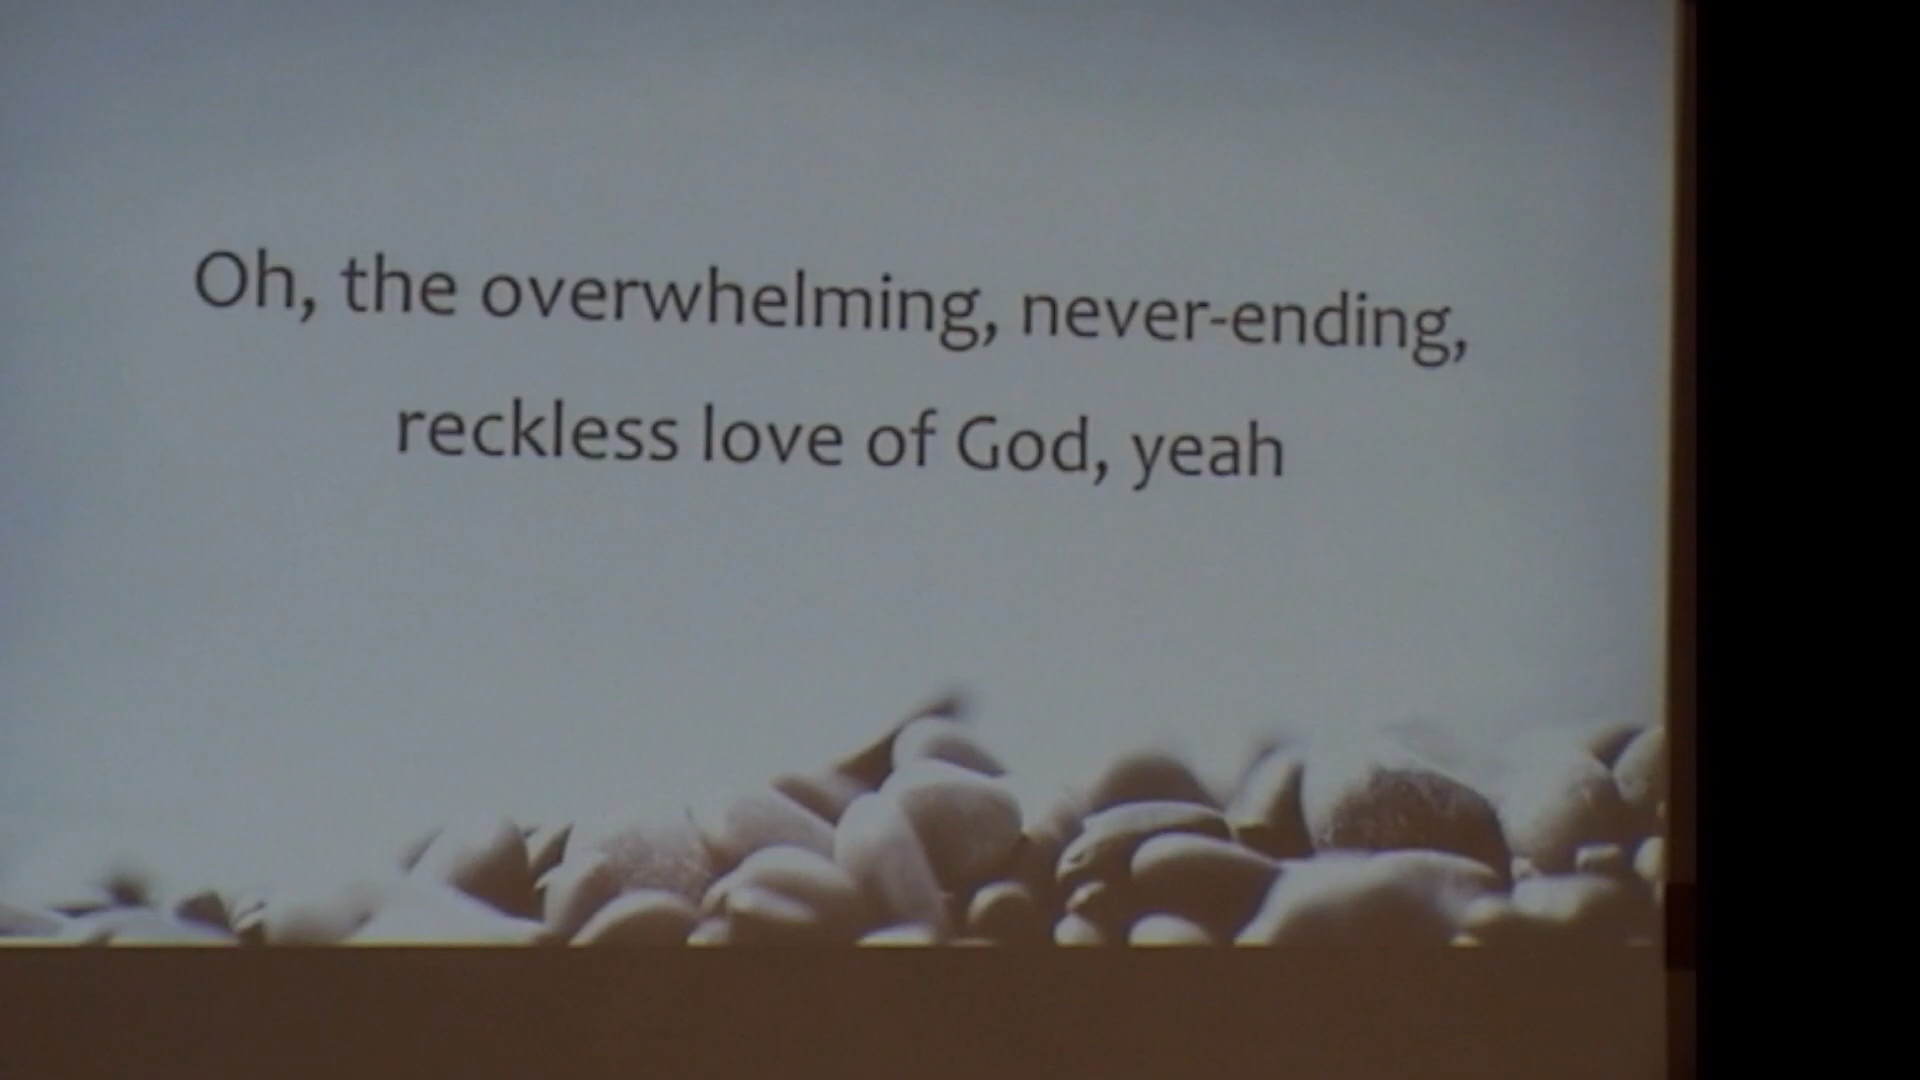 Oh, the overwhelming, never-ending,
reckless love of God, yeah